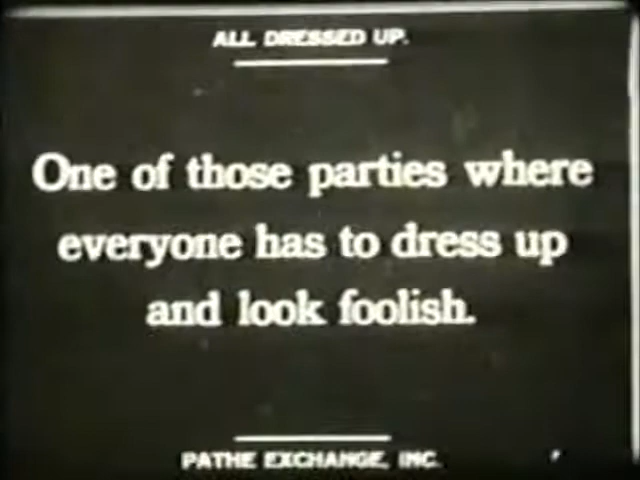 ALL DRESSED UP.
One of those parties where
everyone has to dress up
and look foolish.
PATHE EXCHANGE, INC.